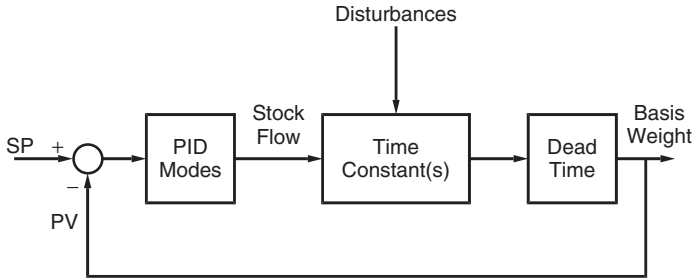 Disturbances
Stock
Flow
Basis
Weight
SP
+
PID
Modes
Time
Constant(s)
Dead
Time
−
PV